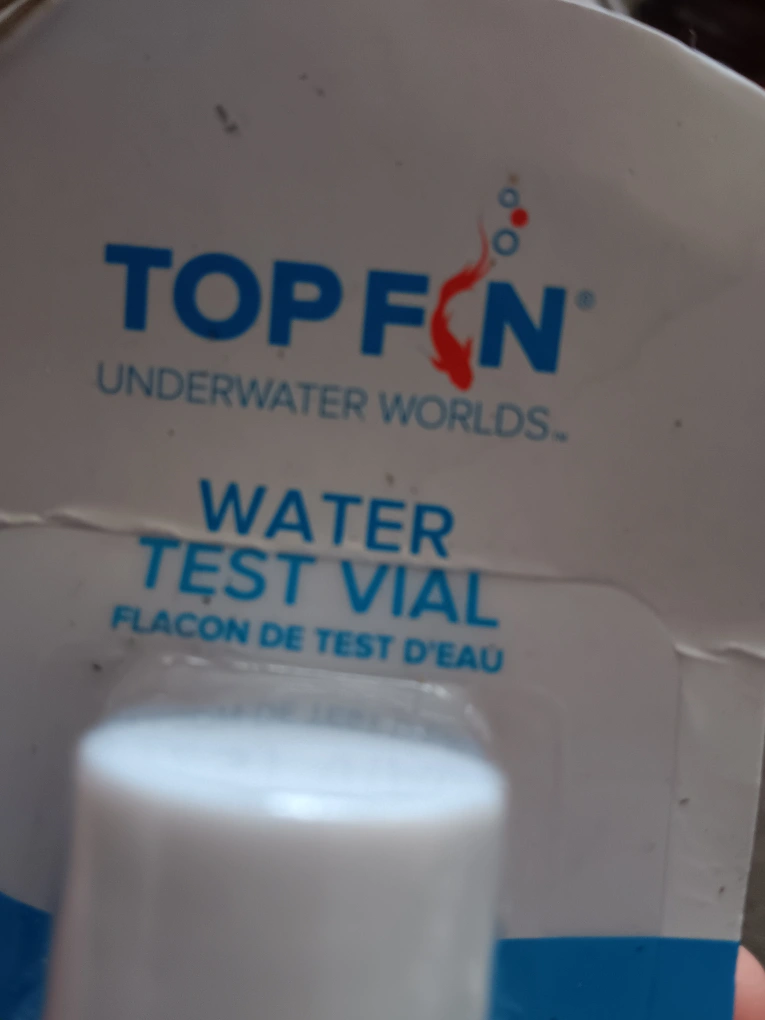 TOP FIN®
UNDERWATER WORLDS™
WATER
TEST VIAL
FLACON DE TEST D'EAU